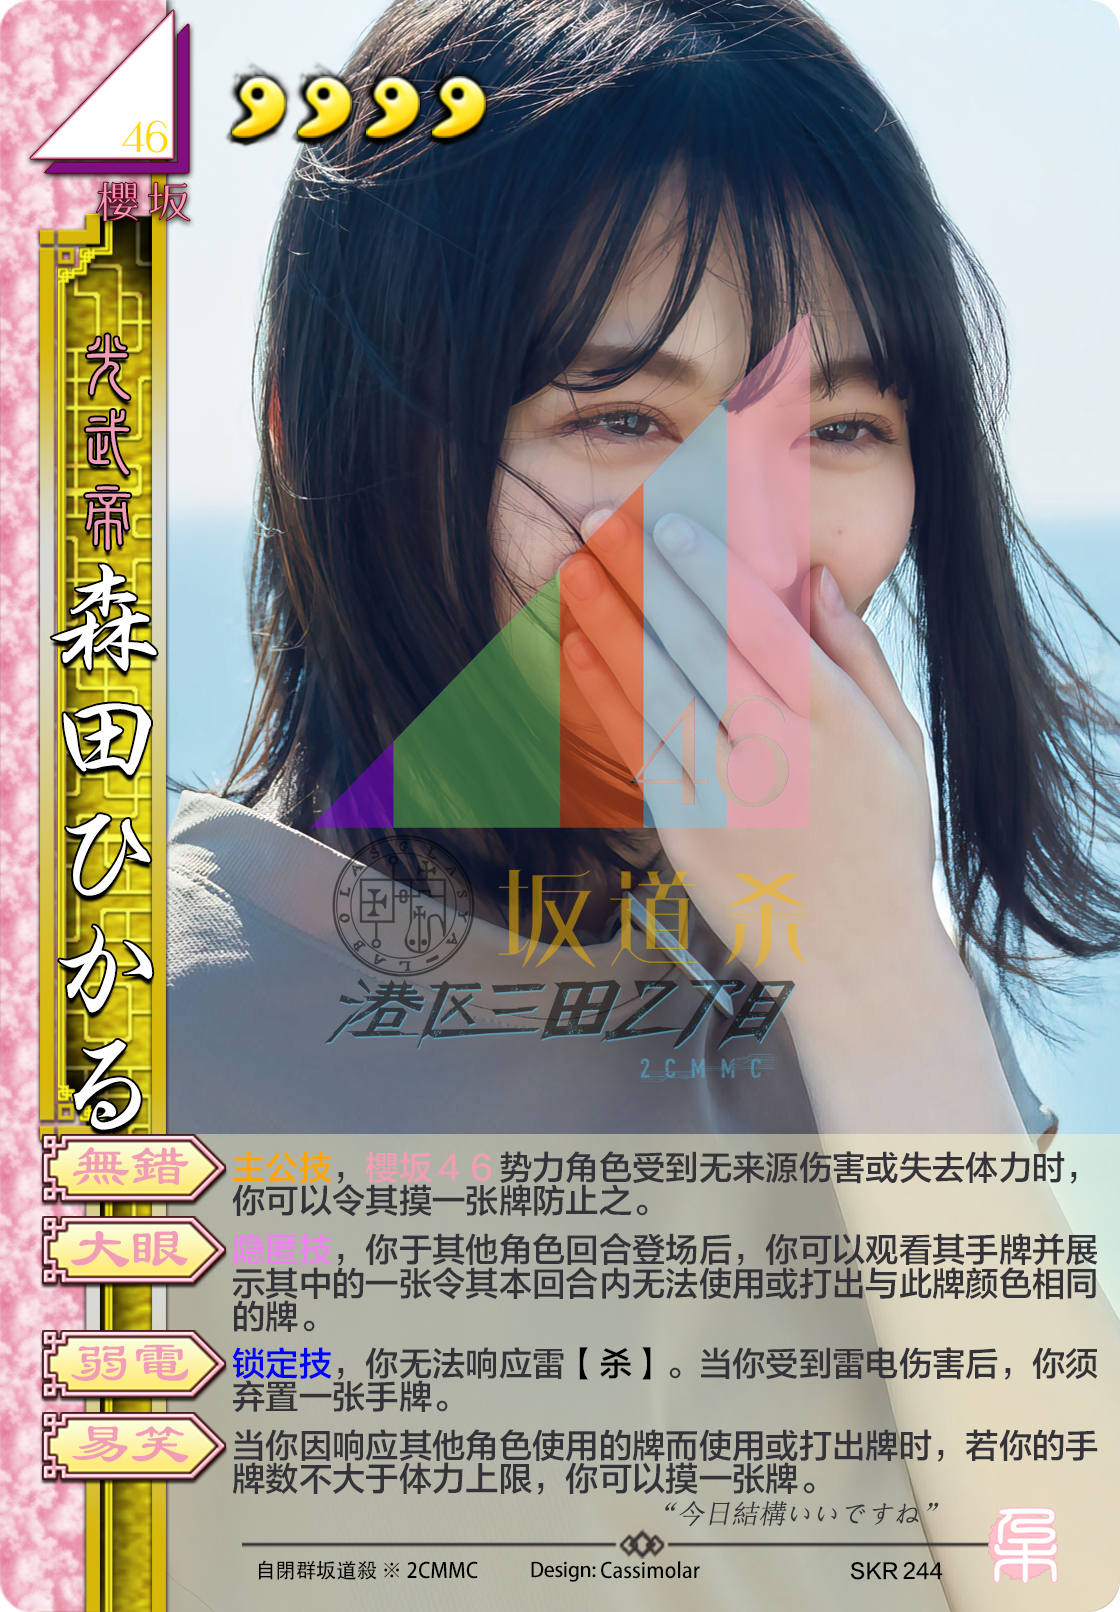 46
櫻坂
光武帝
森田ひかる
46
坂道杀
港区三田2丁目
2CMMC
無錯
主公技，櫻坂４６势力角色受到无来源伤害或失去体力时，
你可以令其摸一张牌防止之。
大眼
隐匿技，你于其他角色回合登场后，你可以观看其手牌并展
示其中的一张令其本回合内无法使用或打出与此牌颜色相同
的牌。
弱電
锁定技，你无法响应雷【杀】。当你受到雷电伤害后，你须
弃置一张手牌。
易笑
当你因响应其他角色使用的牌而使用或打出牌时，若你的手
牌数不大于体力上限，你可以摸一张牌。
“今日結構いいですね”
自閉群坂道殺 ※ 2CMMC Design: Cassimolar SKR 244